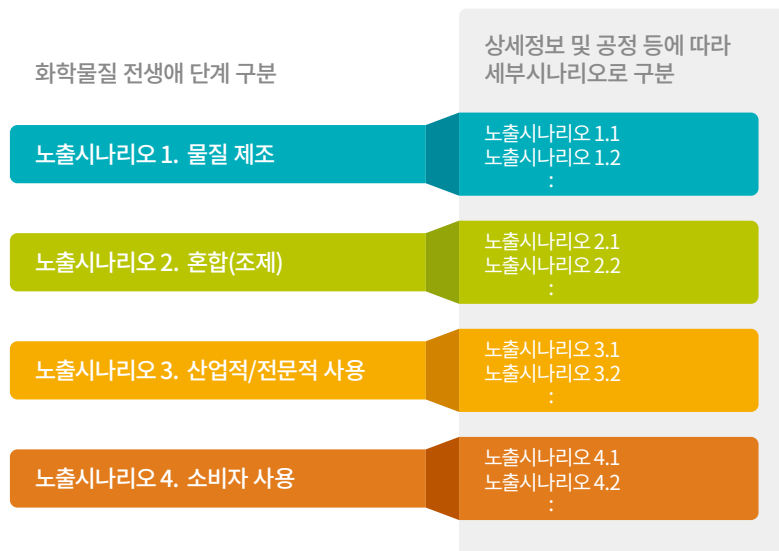 화학물질 전생애 단계 구분
상세정보 및 공정 등에 따라
세부시나리오로 구분
노출시나리오 1. 물질 제조
노출시나리오 1.1
노출시나리오 1.2
:
노출시나리오 2. 혼합(조제)
노출시나리오 2.1
노출시나리오 2.2
:
노출시나리오 3. 산업적/전문적 사용
노출시나리오 3.1
노출시나리오 3.2
:
노출시나리오 4. 소비자 사용
노출시나리오 4.1
노출시나리오 4.2
: